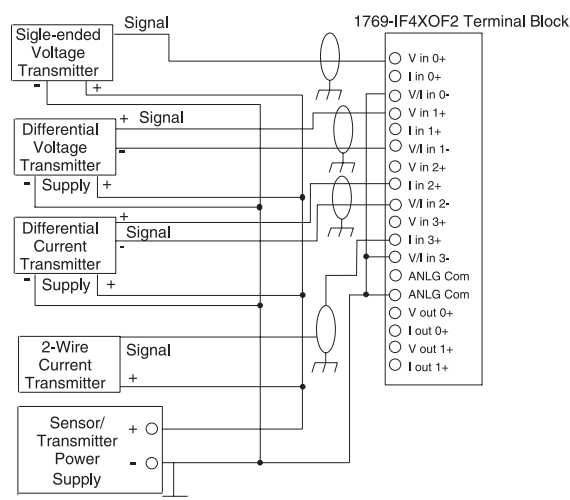 1769-IF4XOF2 Terminal Block
Sigle-ended
Voltage
Transmitter
Signal
- +
Differential
Voltage
Transmitter
+ Signal
-
- Supply +
Differential
Current
Transmitter
+
Signal
-
- Supply +
2-Wire
Current
Transmitter
Signal
+
Sensor/
Transmitter
Power
Supply
+
-
V in 0+
I in 0+
V/I in 0-
V in 1+
I in 1+
V/I in 1-
V in 2+
I in 2+
V/I in 2-
V in 3+
I in 3+
V/I in 3-
ANLG Com
ANLG Com
V out 0+
I out 0+
V out 1+
I out 1+